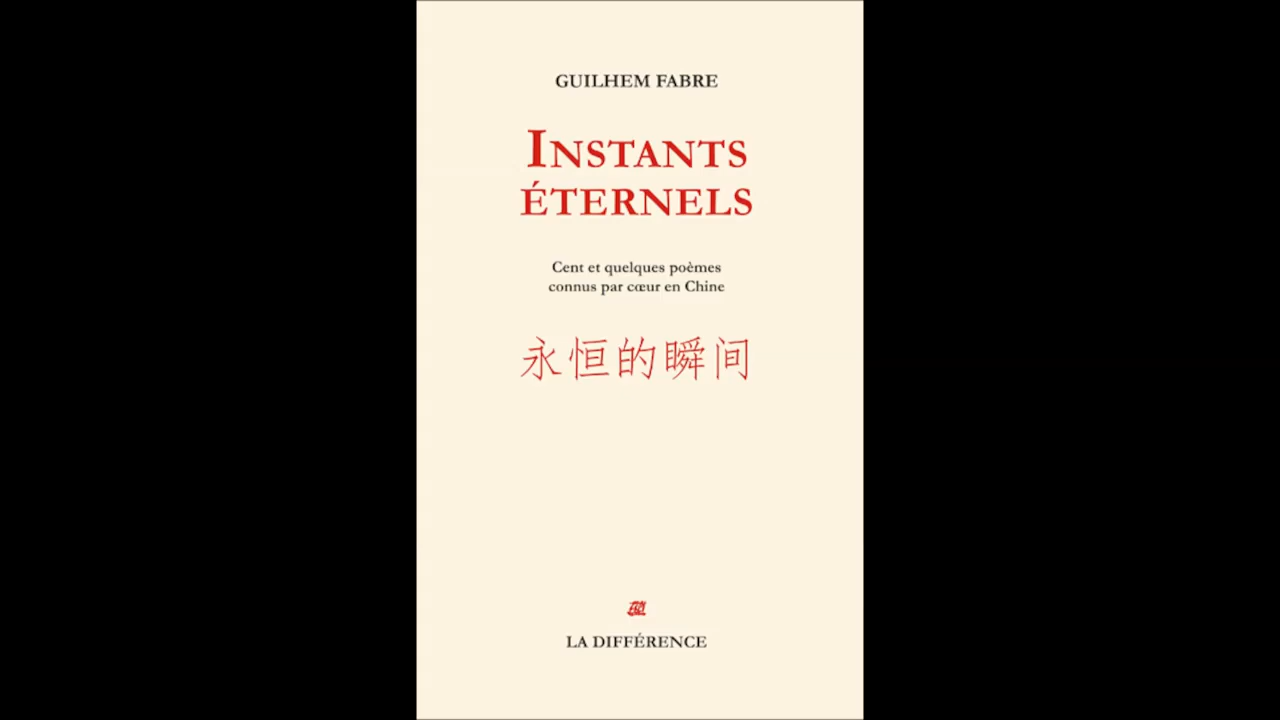 GUILHEM FABRE
INSTANTS
ÉTERNELS
Cent et quelques poèmes
connus par cœur en Chine
永恒的瞬间
LA DIFFÉRENCE